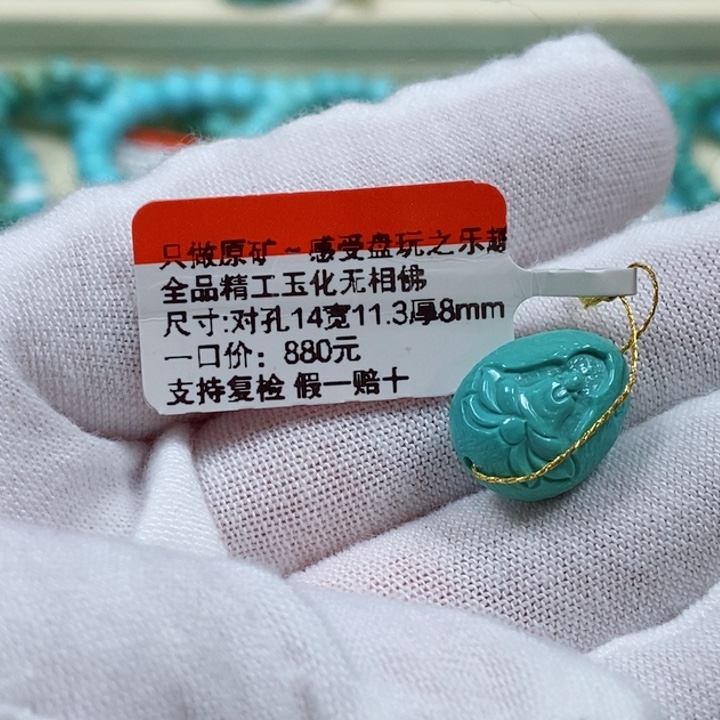 只做原矿~感受盘玩之乐趣
全品精工玉化无相佛
尺寸:对孔14宽11.3厚8mm
一口价：880元
支持复检 假一赔十